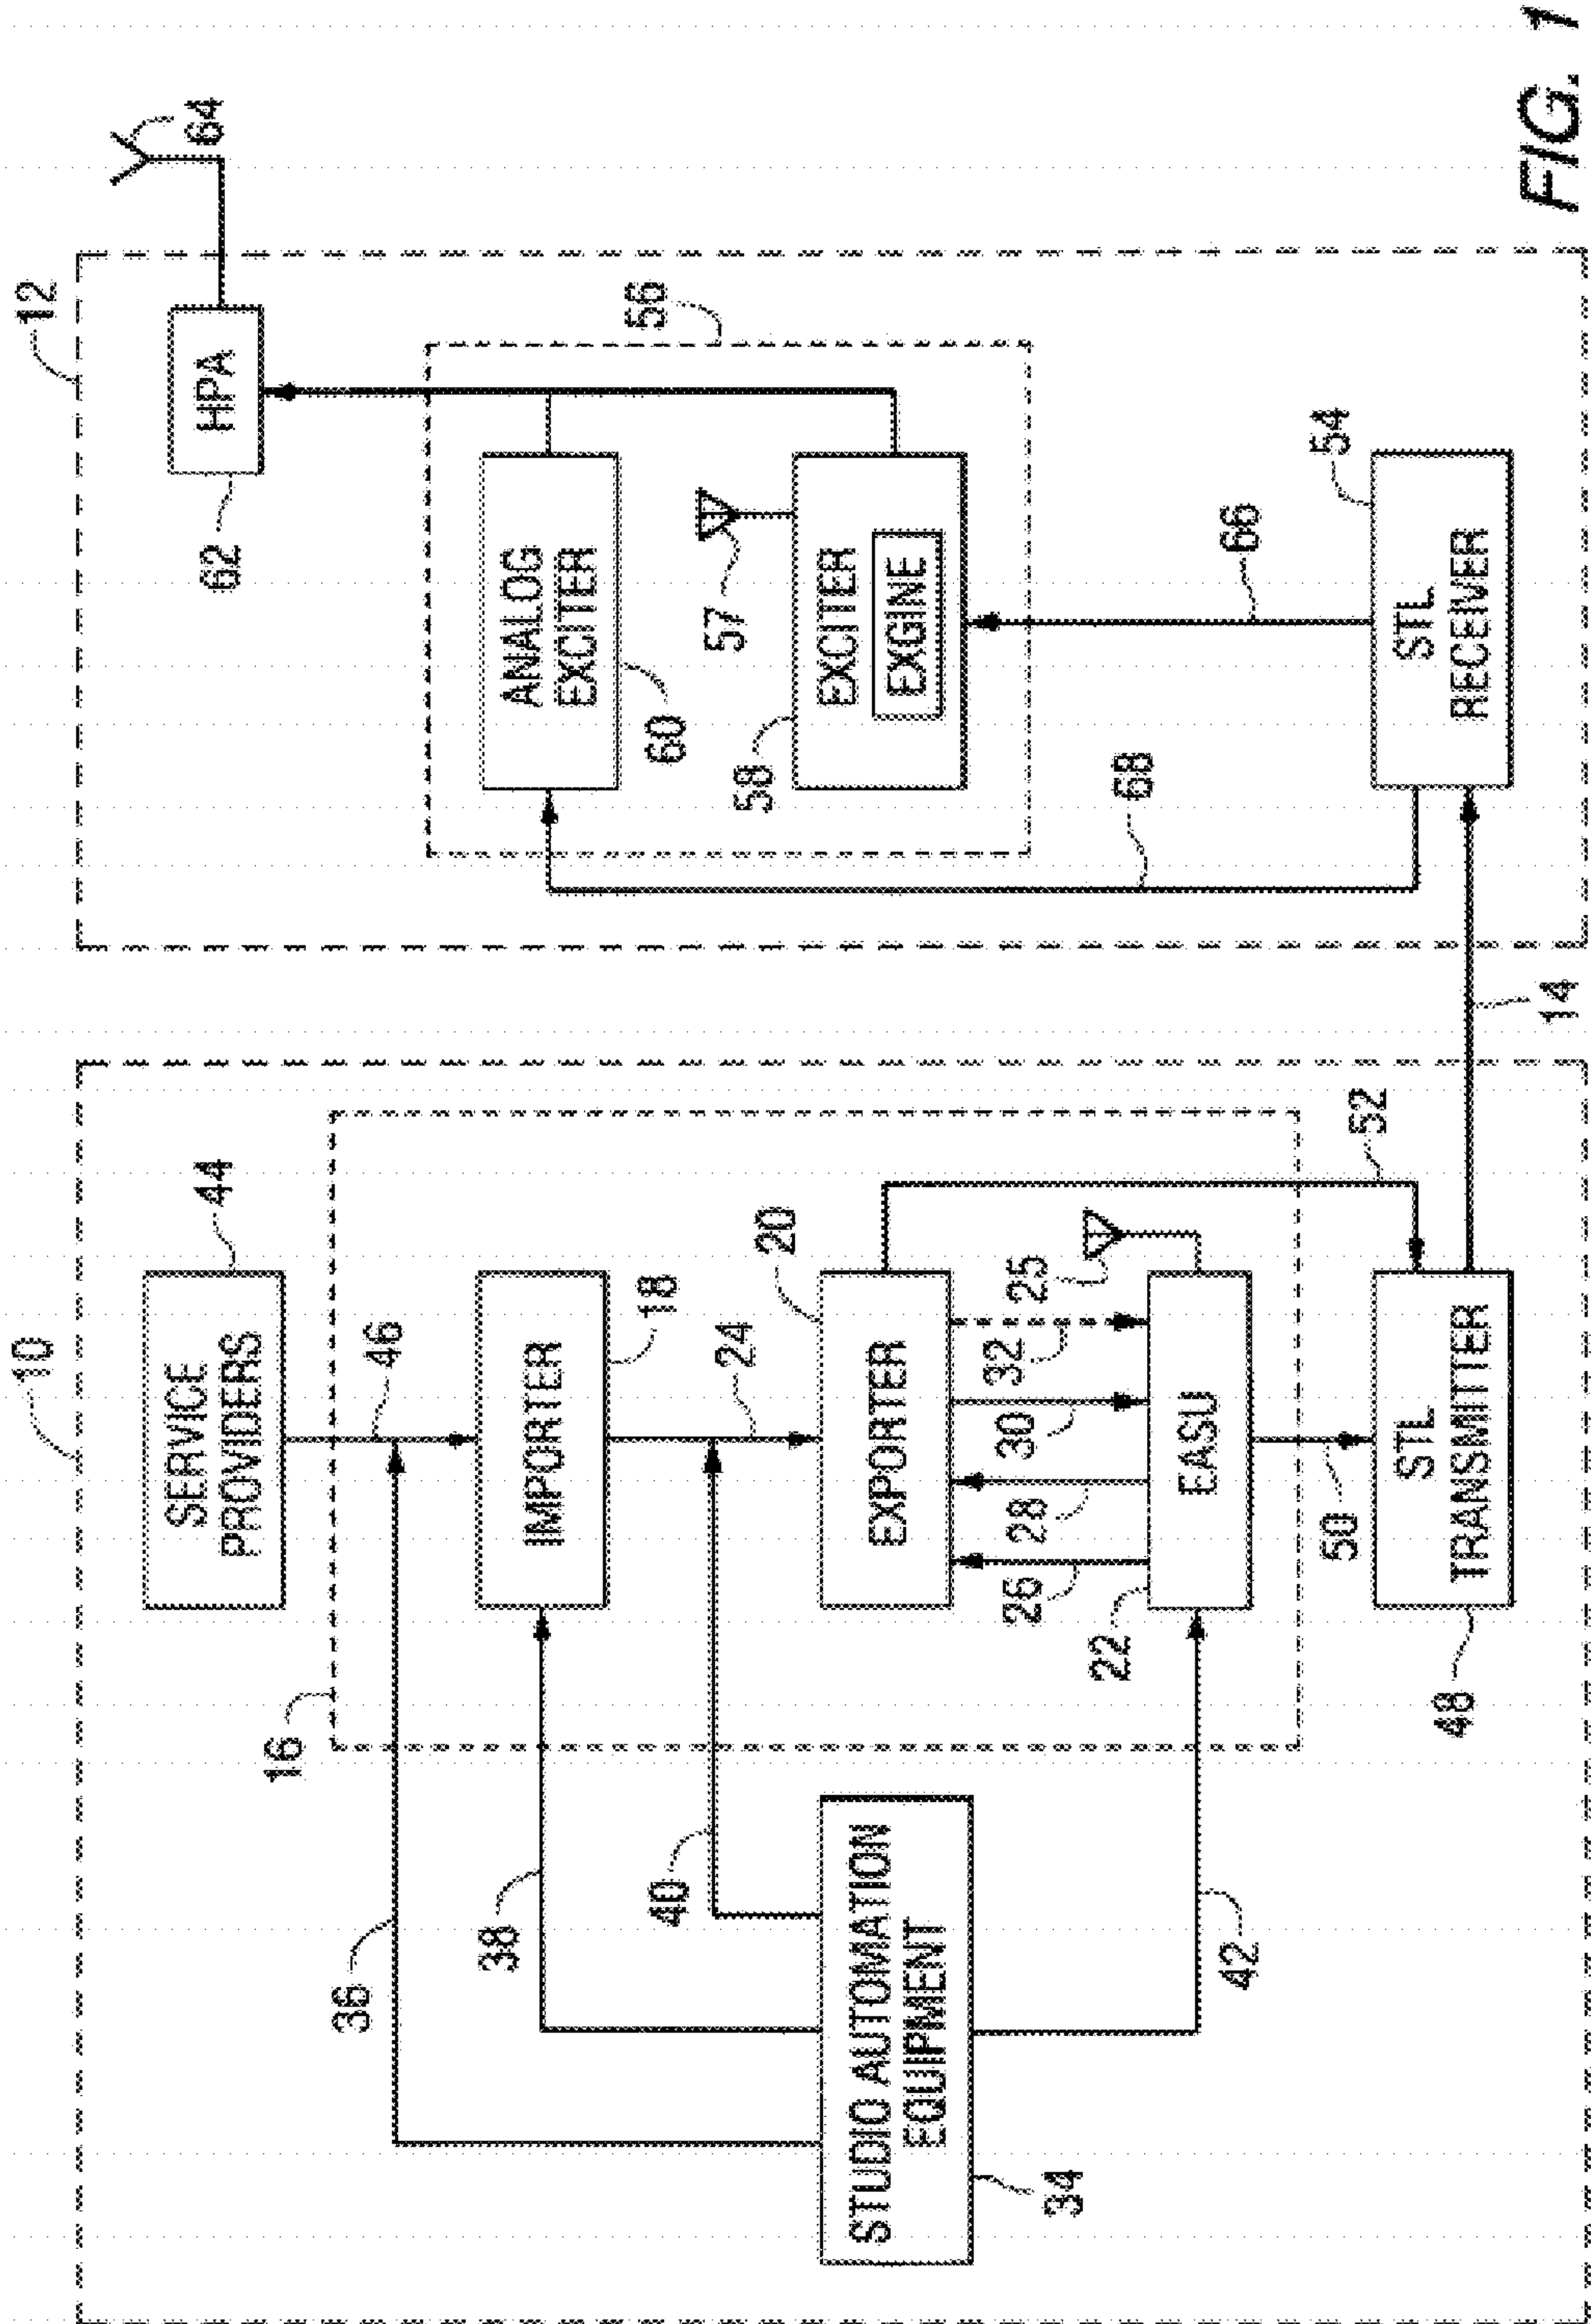 10
SERVICE
PROVIDERS
44
46
36
16
IMPORTER
18
38
24
40
EXPORTER
20
STUDIO AUTOMATION
EQUIPMENT
34
26
28
30
32
25
22
EASU
42
50
52
STL
TRANSMITTER
48
14
12
HPA
62
64
56
ANALOG
EXCITER
60
57
58
EXCITER
EXGINE
66
68
54
STL
RECEIVER
FIG. 1